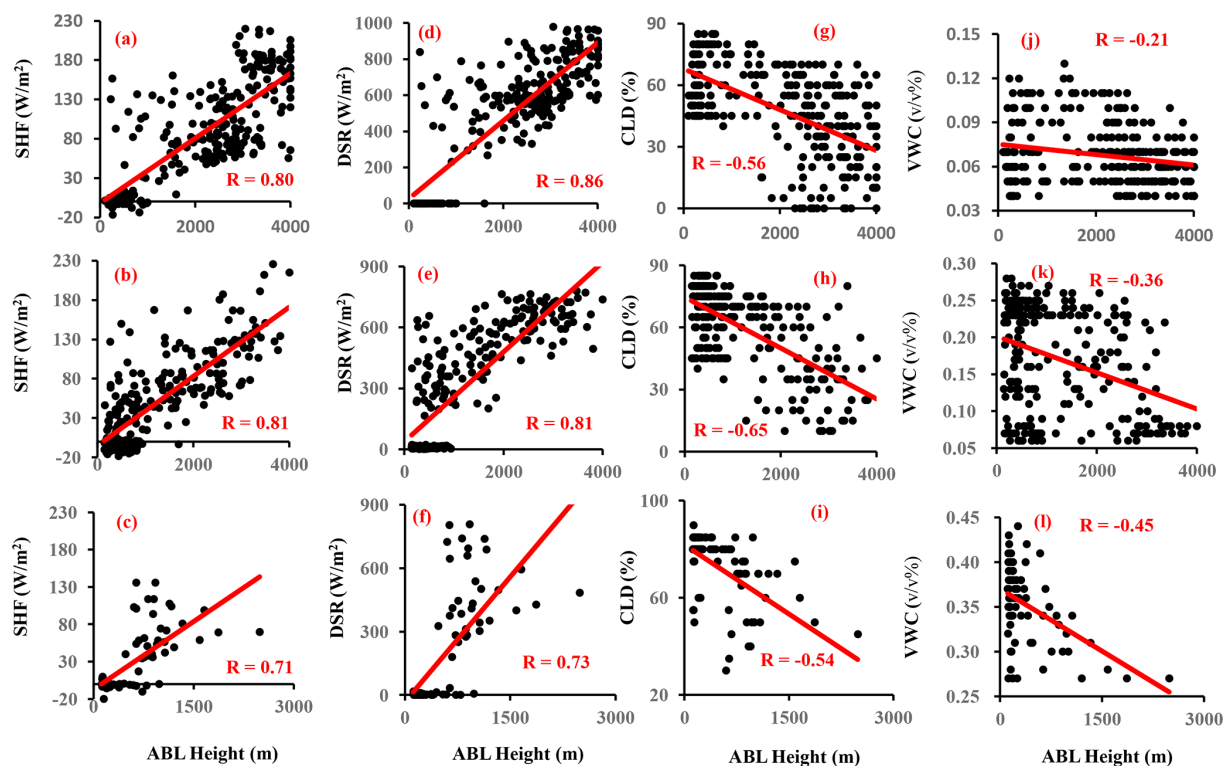 (a)
SHF (W/m²)
230
180
130
80
30
-20
0
2000
4000
R = 0.80
(d)
DSR (W/m²)
1000
800
600
400
200
0
0
2000
4000
R = 0.86
(g)
CLD (%)
90
60
30
0
0
2000
4000
R = -0.56
(j)
VWC (v/v%)
0.15
0.12
0.09
0.06
0.03
0
2000
4000
R = -0.21
(b)
SHF (W/m²)
230
180
130
80
30
-20
0
2000
4000
R = 0.81
(e)
DSR (W/m²)
900
600
300
0
0
2000
4000
R = 0.81
(h)
CLD (%)
90
60
30
0
0
2000
4000
R = -0.65
(k)
VWC (v/v%)
0.30
0.25
0.20
0.15
0.10
0.05
0
2000
4000
R = -0.36
(c)
SHF (W/m²)
230
180
130
80
30
-20
0
1500
3000
R = 0.71
ABL Height (m)
(f)
DSR (W/m²)
900
600
300
0
0
1500
3000
R = 0.73
ABL Height (m)
(i)
CLD (%)
100
60
20
0
1500
3000
R = -0.54
ABL Height (m)
(l)
VWC (v/v%)
0.45
0.40
0.35
0.30
0.25
0
1500
3000
R = -0.45
ABL Height (m)